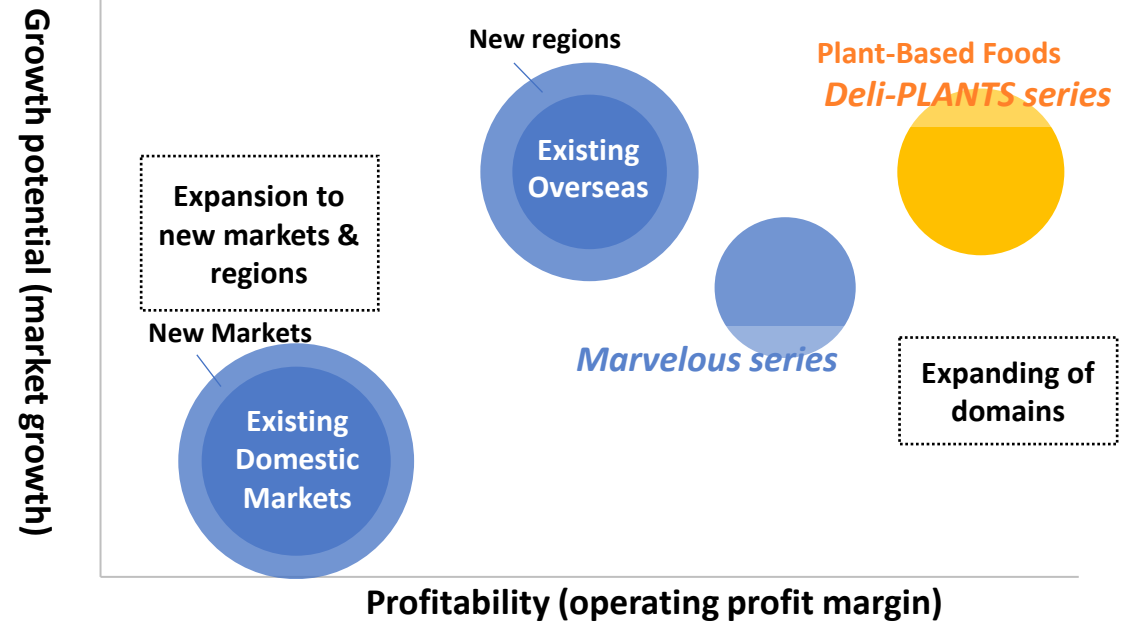 Growth potential (market growth)
New regions
Plant-Based Foods
Deli-PLANTS series
Existing
Overseas
Expansion to
new markets &
regions
New Markets
Marvelous series
Expanding of
domains
Existing
Domestic
Markets
Profitability (operating profit margin)